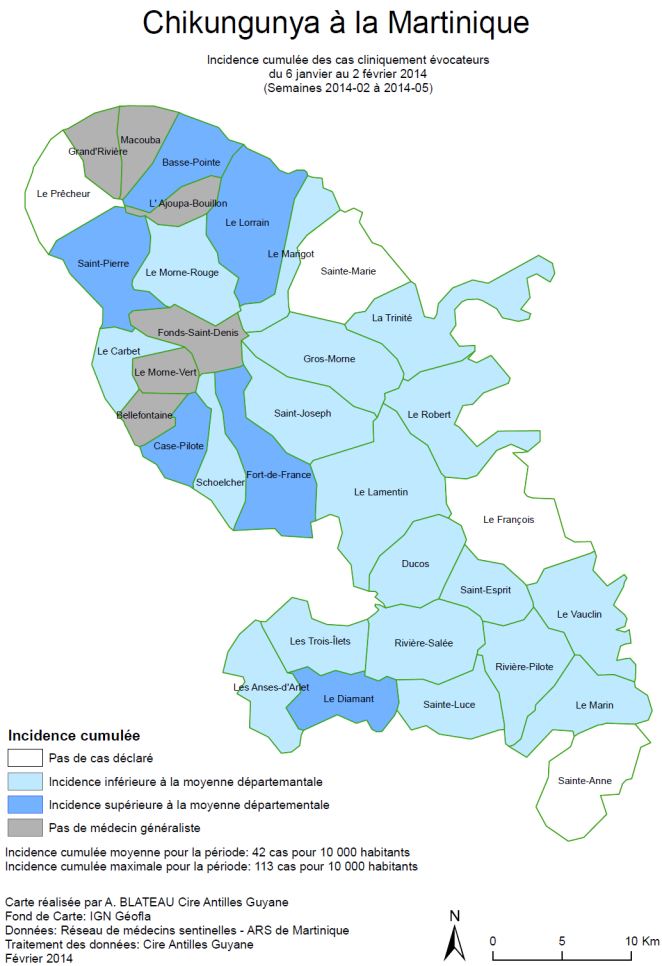 Chikungunya à la Martinique
Incidence cumulée des cas cliniquement évocateurs
du 6 janvier au 2 février 2014
(Semaines 2014-02 à 2014-05)
Macouba
Grand'Rivière
Basse-Pointe
Le Prêcheur
L' Ajoupa-Bouillon
Le Lorrain
Le Marigot
Saint-Pierre
Le Morne-Rouge
Sainte-Marie
La Trinité
Fonds-Saint-Denis
Le Carbet
Gros-Morne
Le Morne-Vert
Bellefontaine
Saint-Joseph
Le Robert
Case-Pilote
Schoelcher
Fort-de-France
Le Lamentin
Le François
Ducos
Saint-Esprit
Le Vauclin
Les Trois-Îlets
Rivière-Salée
Rivière-Pilote
Les Anses-d'Arlet
Le Diamant
Sainte-Luce
Le Marin
Sainte-Anne
Incidence cumulée
Pas de cas déclaré
Incidence inférieure à la moyenne départemantale
Incidence supérieure à la moyenne départementale
Pas de médecin généraliste
Incidence cumulée moyenne pour la période: 42 cas pour 10 000 habitants
Incidence cumulée maximale pour la période: 113 cas pour 10 000 habitants
Carte réalisée par A. BLATEAU Cire Antilles Guyane
Fond de Carte: IGN Géofla
Données: Réseau de médecins sentinelles - ARS de Martinique
Traitement des données: Cire Antilles Guyane
Février 2014
N
0 5 10 Km